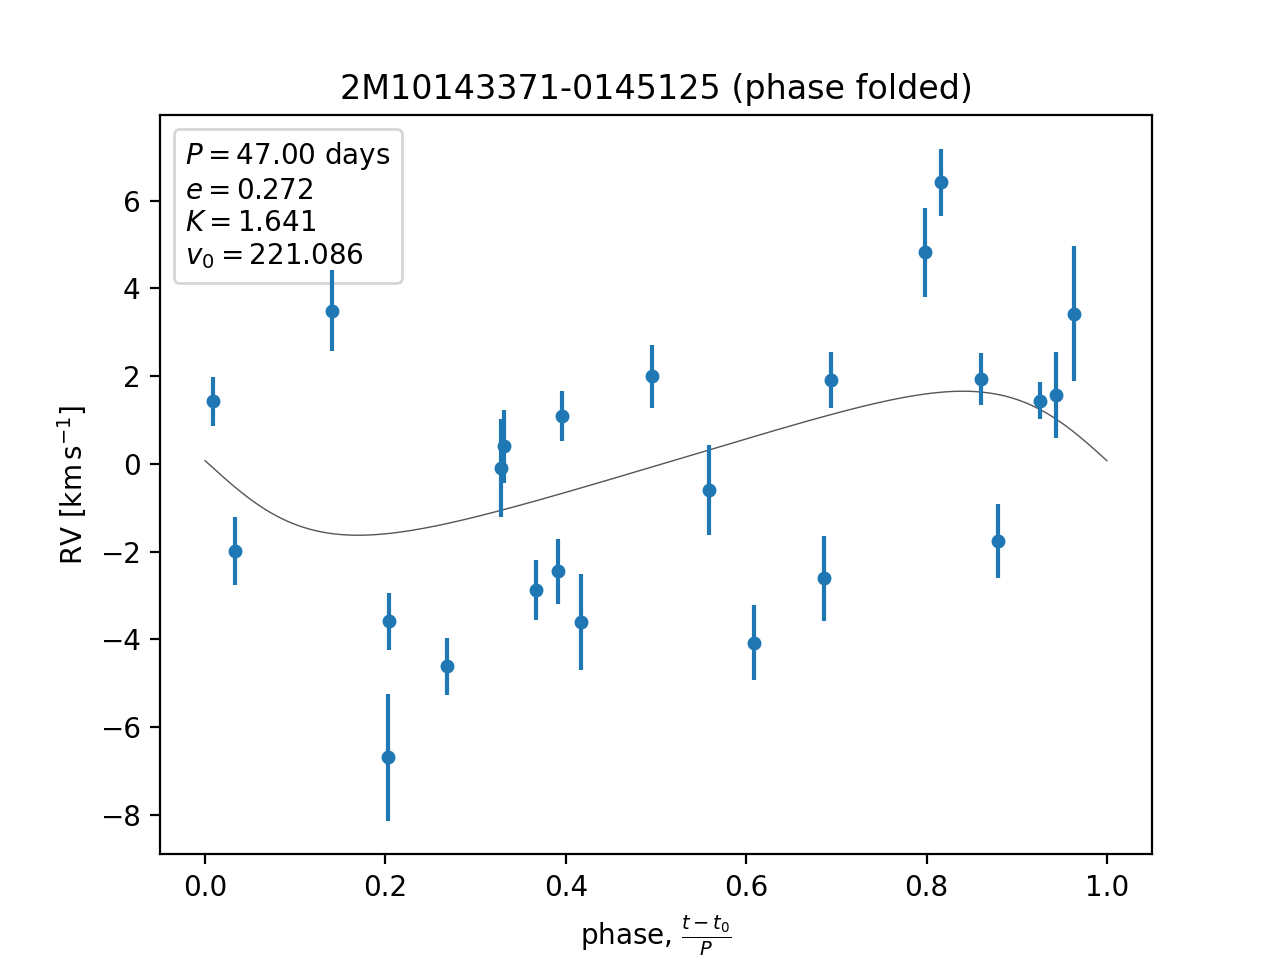 2M10143371-0145125 (phase folded)
P = 47.00 days
e = 0.272
K = 1.641
v₀ = 221.086
6
4
2
0
−2
−4
−6
−8
RV [km s⁻¹]
0.0 0.2 0.4 0.6 0.8 1.0
phase, (t − t₀)/P